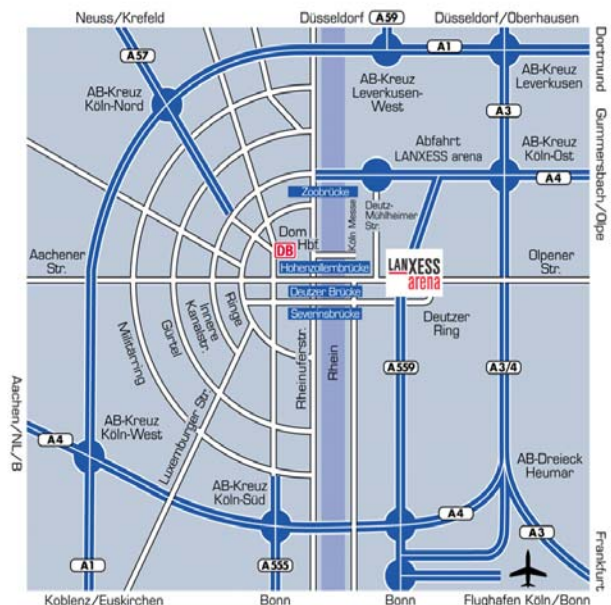 Neuss/Krefeld
Düsseldorf
A59
Düsseldorf/Oberhausen
A57
A1
Dortmund
AB-Kreuz
Köln-Nord
AB-Kreuz
Leverkusen-
West
AB-Kreuz
Leverkusen
A3
Gummersbach/Olpe
Abfahrt
LANXESS arena
AB-Kreuz
Köln-Ost
A4
Zoobrücke
Deutz-
Mühlheimer
Str.
Köln Messe
Dom
Hbf.
DB
Hohenzollernbrücke
LANXESS
arena
Aachener
Str.
Olpener
Str.
Deutzer Brücke
Severinsbrücke
Deutzer
Ring
Ringe
Innere
Kanalstr.
Gürtel
Militärring
Rheinuferstr.
Rhein
Luxemburger Str.
A559
A3/4
Aachen/NL/B
A4
AB-Kreuz
Köln-West
AB-Kreuz
Köln-Süd
AB-Dreieck
Heumar
A4
A3
Frankfurt
A1
A555
Koblenz/Euskirchen
Bonn
Bonn
Flughafen Köln/Bonn